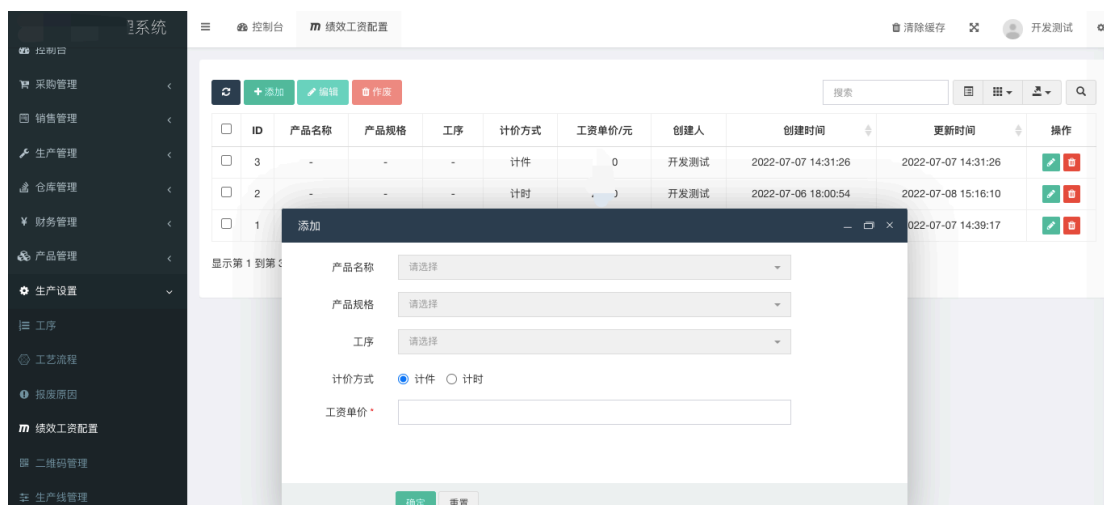 系统
控制台
绩效工资配置
清除缓存
开发测试
控制台
采购管理
销售管理
生产管理
仓库管理
财务管理
产品管理
生产设置
工序
工艺流程
报废原因
绩效工资配置
二维码管理
生产线管理
添加 编辑 作废
搜索
ID 产品名称 产品规格 工序 计价方式 工资单价/元 创建人 创建时间 更新时间 操作
3 - - - 计件 0 开发测试 2022-07-07 14:31:26 2022-07-07 14:31:26
2 - - - 计时 开发测试 2022-07-06 18:00:54 2022-07-08 15:16:10
1 022-07-07 14:39:17
显示第 1 到第
添加
产品名称 请选择
产品规格 请选择
工序 请选择
计价方式 计件 计时
工资单价 *
确定 重置